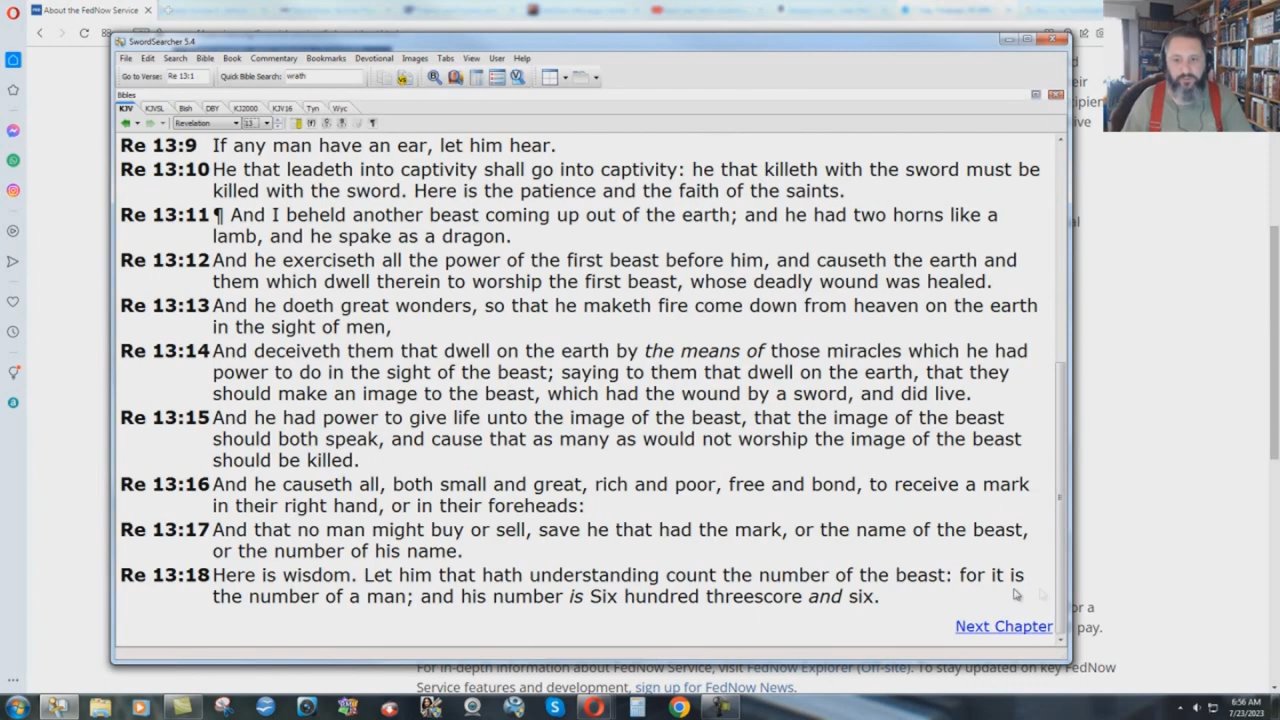 About the FedNow Service
SwordSearcher 5.4
File Edit Search Bible Book Commentary Bookmarks Devotional Images Tabs View User Help
Go to Verse: Re 13:1 Quick Bible Search: wrath
Bibles
KJV KJVSL Bish DBY KJ2000 KJV16 Tyn Wyc
Revelation 13
Re 13:9 If any man have an ear, let him hear.
Re 13:10 He that leadeth into captivity shall go into captivity: he that killeth with the sword must be
killed with the sword. Here is the patience and the faith of the saints.
Re 13:11 ¶ And I beheld another beast coming up out of the earth; and he had two horns like a
lamb, and he spake as a dragon.
Re 13:12 And he exerciseth all the power of the first beast before him, and causeth the earth and
them which dwell therein to worship the first beast, whose deadly wound was healed.
Re 13:13 And he doeth great wonders, so that he maketh fire come down from heaven on the earth
in the sight of men,
Re 13:14 And deceiveth them that dwell on the earth by the means of those miracles which he had
power to do in the sight of the beast; saying to them that dwell on the earth, that they
should make an image to the beast, which had the wound by a sword, and did live.
Re 13:15 And he had power to give life unto the image of the beast, that the image of the beast
should both speak, and cause that as many as would not worship the image of the beast
should be killed.
Re 13:16 And he causeth all, both small and great, rich and poor, free and bond, to receive a mark
in their right hand, or in their foreheads:
Re 13:17 And that no man might buy or sell, save he that had the mark, or the name of the beast,
or the number of his name.
Re 13:18 Here is wisdom. Let him that hath understanding count the number of the beast: for it is
the number of a man; and his number is Six hundred threescore and six.
Next Chapter
or a
pay.
For in-depth information about FedNow Service, visit FedNow Explorer (Off-site). To stay updated on key FedNow
Service features and development, sign up for FedNow News.
6:56 AM
7/23/2023